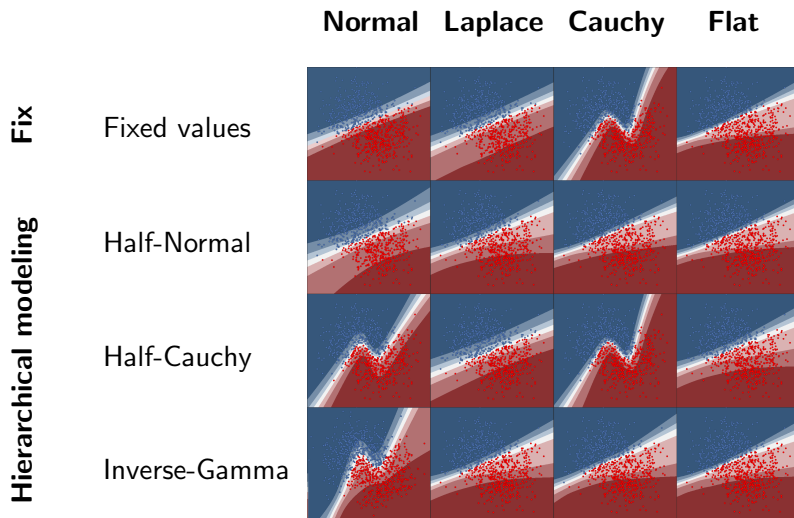 Normal Laplace Cauchy Flat
Fix
Fixed values
Hierarchical modeling
Half-Normal
Half-Cauchy
Inverse-Gamma